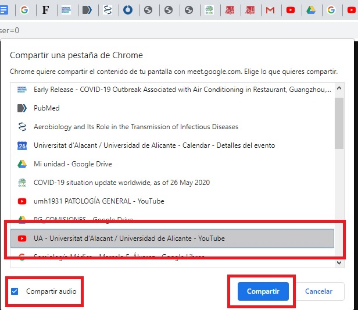 ser=0
Compartir una pestaña de Chrome
Chrome quiere compartir el contenido de tu pantalla con meet.google.com. Elige lo que quieres compartir.
Early Release - COVID-19 Outbreak Associated with Air Conditioning in Restaurant, Guangzhou,...
PubMed
Aerobiology and Its Role in the Transmission of Infectious Diseases
Universitat d'Alacant / Universidad de Alicante - Calendar - Detalles del evento
Mi unidad - Google Drive
COVID-19 situation update worldwide, as of 26 May 2020
umh1931 PATOLOGÍA GENERAL - YouTube
PG-COMISIONES - Google Drive
UA - Universitat d'Alacant / Universidad de Alicante - YouTube
Sociología Médica - Marcelo S. Álvarez - Google Libros
Compartir audio
Compartir
Cancelar